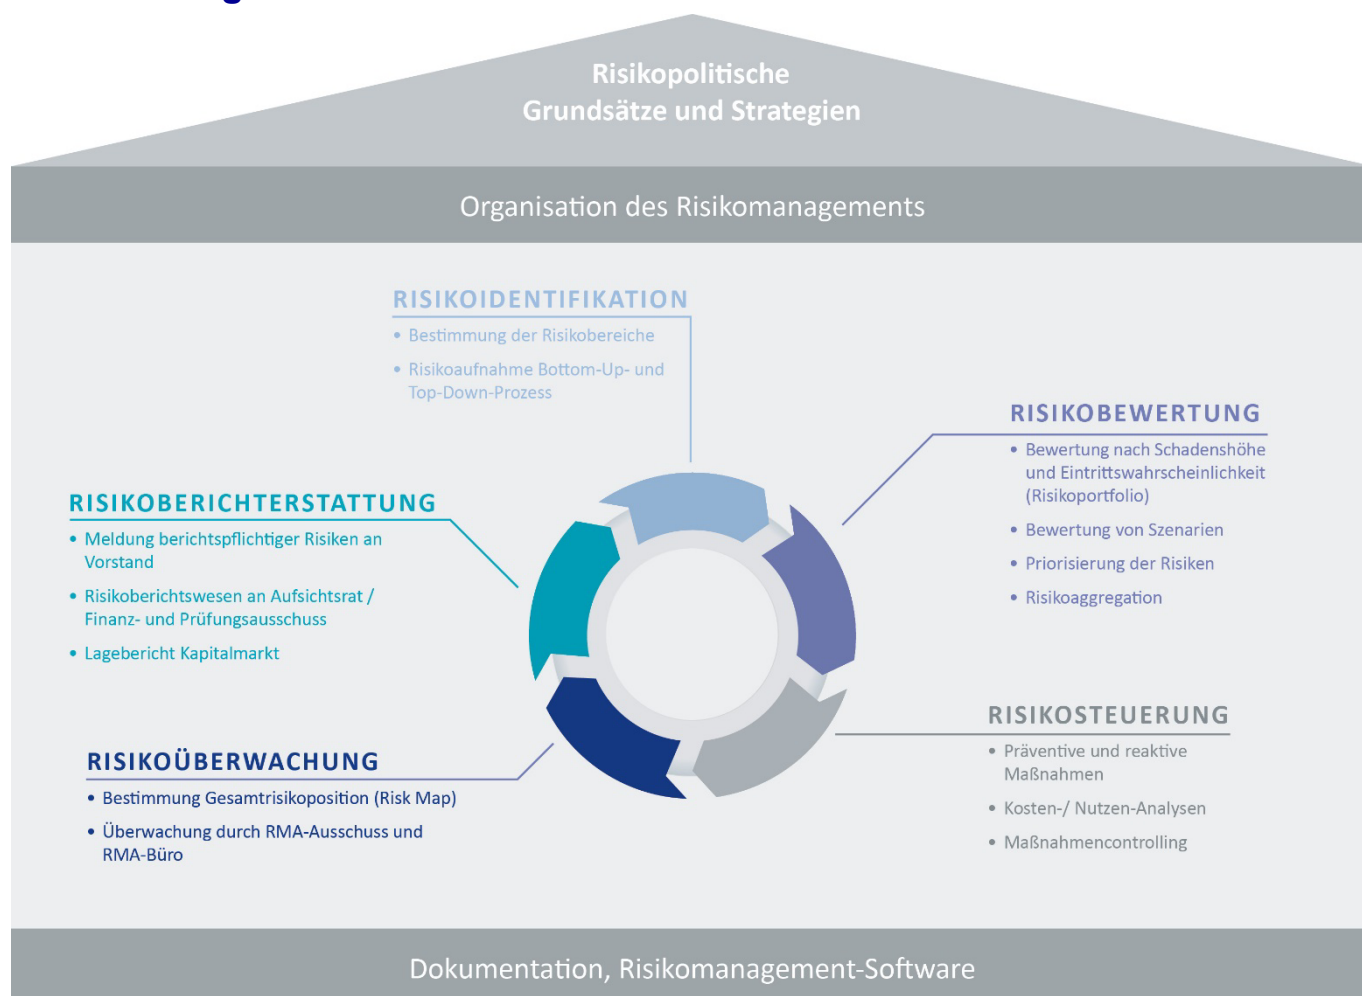 Risikopolitische
Grundsätze und Strategien
Organisation des Risikomanagements
RISIKOIDENTIFIKATION
• Bestimmung der Risikobereiche
• Risikoaufnahme Bottom-Up- und
Top-Down-Prozess
RISIKOBEWERTUNG
• Bewertung nach Schadenshöhe
und Eintrittswahrscheinlichkeit
(Risikoportfolio)
• Bewertung von Szenarien
• Priorisierung der Risiken
• Risikoaggregation
RISIKOSTEUERUNG
• Präventive und reaktive
Maßnahmen
• Kosten-/ Nutzen-Analysen
• Maßnahmencontrolling
RISIKOÜBERWACHUNG
• Bestimmung Gesamtrisikoposition (Risk Map)
• Überwachung durch RMA-Ausschuss und
RMA-Büro
RISIKOBERICHTERSTATTUNG
• Meldung berichtspflichtiger Risiken an
Vorstand
• Risikoberichtswesen an Aufsichtsrat /
Finanz- und Prüfungsausschuss
• Lagebericht Kapitalmarkt
Dokumentation, Risikomanagement-Software